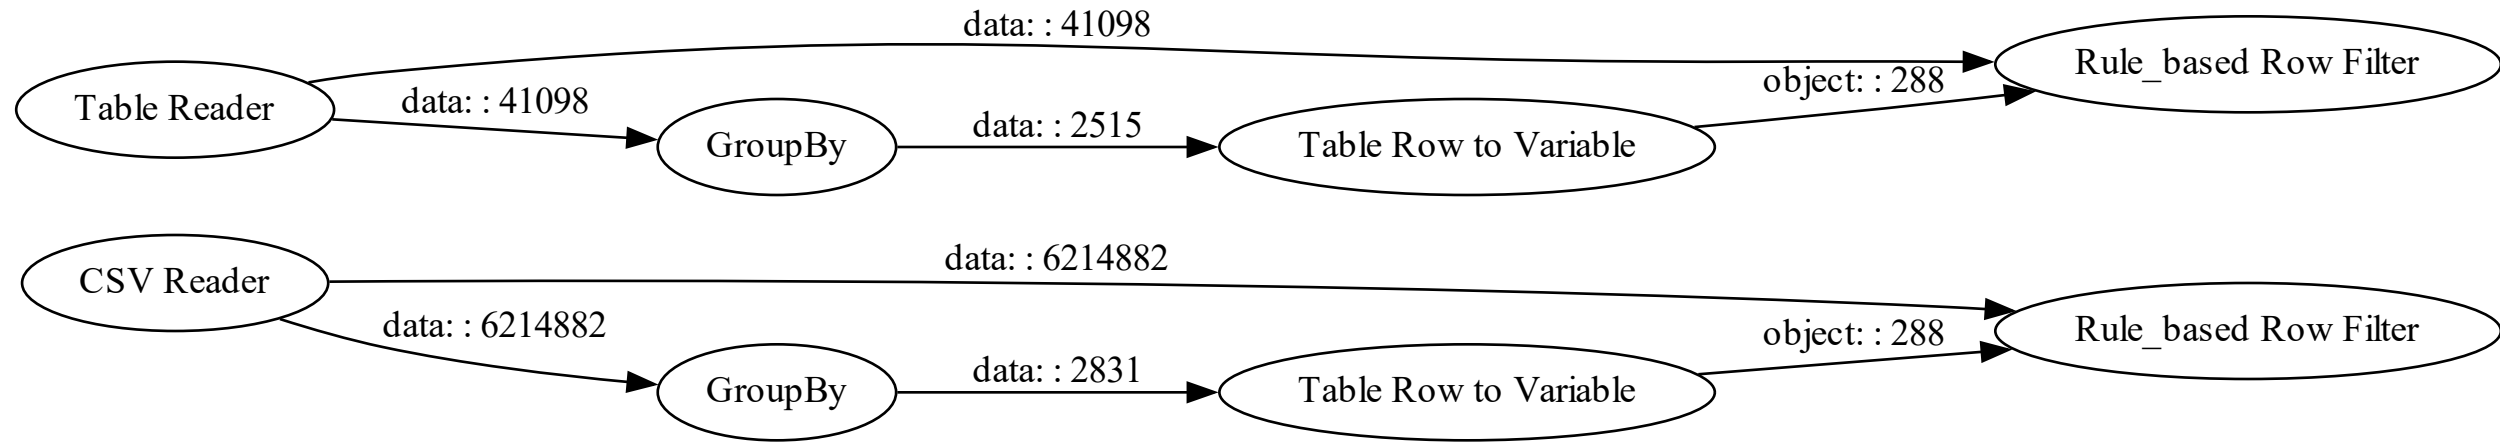 data: : 41098
Rule_based Row Filter
object: : 288
Table Reader
data: : 41098
GroupBy
data: : 2515
Table Row to Variable
data: : 6214882
CSV Reader
Rule_based Row Filter
object: : 288
data: : 6214882
GroupBy
data: : 2831
Table Row to Variable